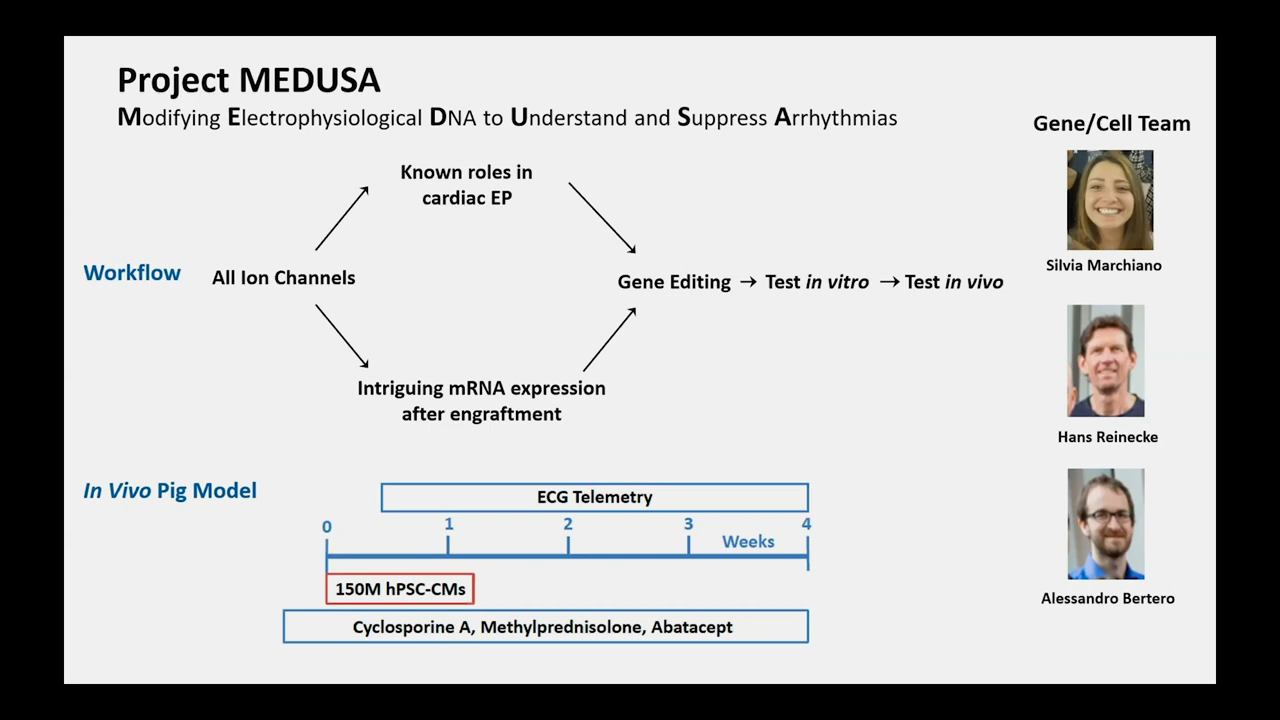 Project MEDUSA
Modifying Electrophysiological DNA to Understand and Suppress Arrhythmias
Gene/Cell Team
Known roles in
cardiac EP
Workflow
All Ion Channels
Gene Editing → Test in vitro → Test in vivo
Intriguing mRNA expression
after engraftment
Silvia Marchiano
Hans Reinecke
Alessandro Bertero
In Vivo Pig Model
ECG Telemetry
0 1 2 3 4
Weeks
150M hPSC-CMs
Cyclosporine A, Methylprednisolone, Abatacept